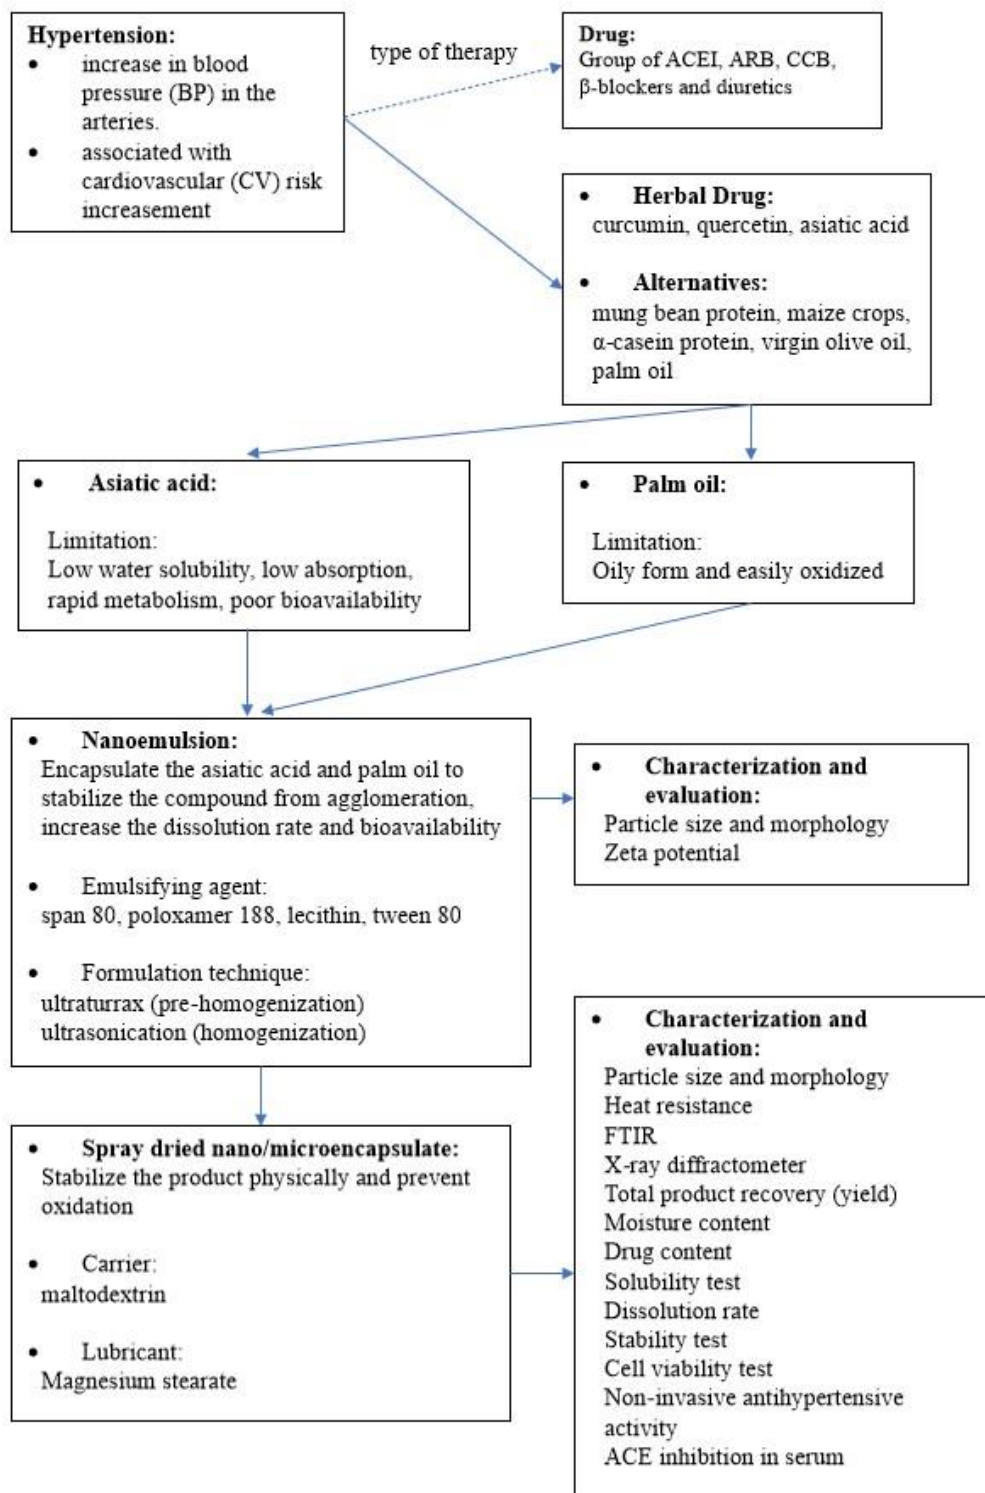 Hypertension:
• increase in blood
pressure (BP) in the
arteries.
• associated with
cardiovascular (CV) risk
increasement
type of therapy
Drug:
Group of ACEI, ARB, CCB,
β-blockers and diuretics
• Herbal Drug:
curcumin, quercetin, asiatic acid
• Alternatives:
mung bean protein, maize crops,
α-casein protein, virgin olive oil,
palm oil
• Asiatic acid:
Limitation:
Low water solubility, low absorption,
rapid metabolism, poor bioavailability
• Palm oil:
Limitation:
Oily form and easily oxidized
• Nanoemulsion:
Encapsulate the asiatic acid and palm oil to
stabilize the compound from agglomeration,
increase the dissolution rate and bioavailability
• Emulsifying agent:
span 80, poloxamer 188, lecithin, tween 80
• Formulation technique:
ultraturrax (pre-homogenization)
ultrasonication (homogenization)
• Characterization and
evaluation:
Particle size and morphology
Zeta potential
• Spray dried nano/microencapsulate:
Stabilize the product physically and prevent
oxidation
• Carrier:
maltodextrin
• Lubricant:
Magnesium stearate
• Characterization and
evaluation:
Particle size and morphology
Heat resistance
FTIR
X-ray diffractometer
Total product recovery (yield)
Moisture content
Drug content
Solubility test
Dissolution rate
Stability test
Cell viability test
Non-invasive antihypertensive
activity
ACE inhibition in serum